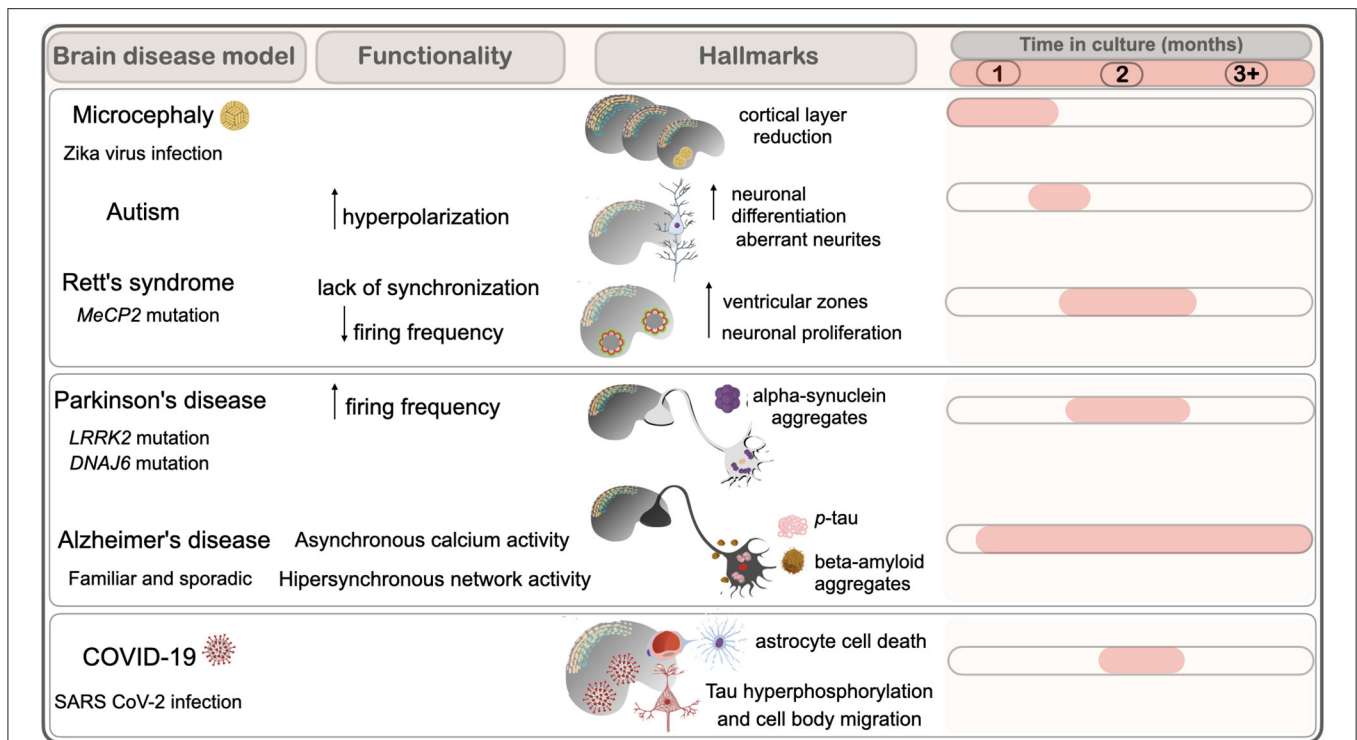 Brain disease model
Functionality
Hallmarks
Time in culture (months)
1
2
3+
Microcephaly
Zika virus infection
cortical layer
reduction
Autism
hyperpolarization
neuronal
differentiation
aberrant neurites
Rett's syndrome
MeCP2 mutation
lack of synchronization
firing frequency
ventricular zones
neuronal proliferation
Parkinson's disease
LRRK2 mutation
DNAJ6 mutation
firing frequency
alpha-synuclein
aggregates
Alzheimer's disease
Familiar and sporadic
Asynchronous calcium activity
Hipersynchronous network activity
p-tau
beta-amyloid
aggregates
COVID-19
SARS CoV-2 infection
astrocyte cell death
Tau hyperphosphorylation
and cell body migration